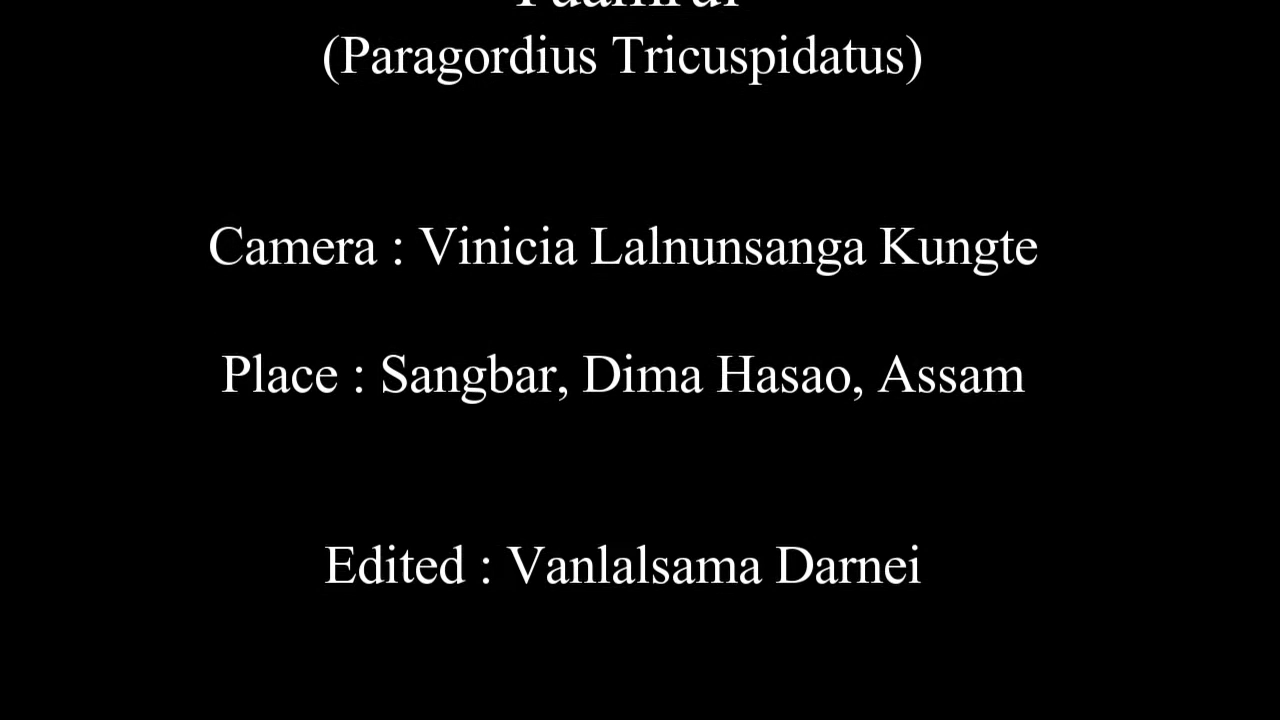 (Paragordius Tricuspidatus)
Camera : Vinicia Lalnunsanga Kungte
Place : Sangbar, Dima Hasao, Assam
Edited : Vanlalsama Darnei